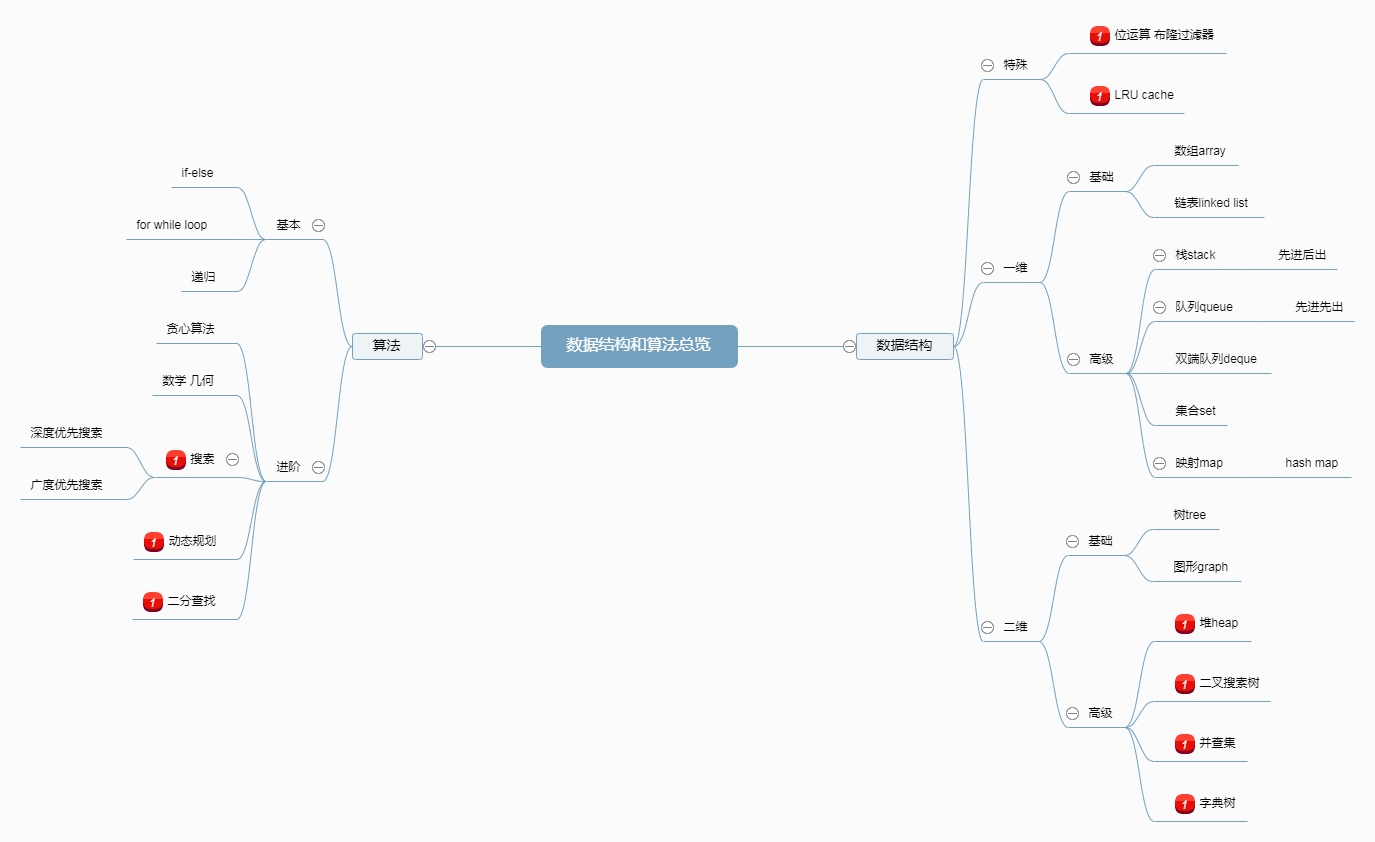 数据结构和算法总览
算法
基本
if-else
for while loop
递归
进阶
贪心算法
数学 几何
1 搜索
深度优先搜索
广度优先搜索
1 动态规划
1 二分查找
数据结构
特殊
1 位运算 布隆过滤器
1 LRU cache
一维
基础
数组array
链表linked list
高级
栈stack
先进后出
队列queue
先进先出
双端队列deque
集合set
映射map
hash map
二维
基础
树tree
图形graph
高级
1 堆heap
1 二叉搜索树
1 并查集
1 字典树